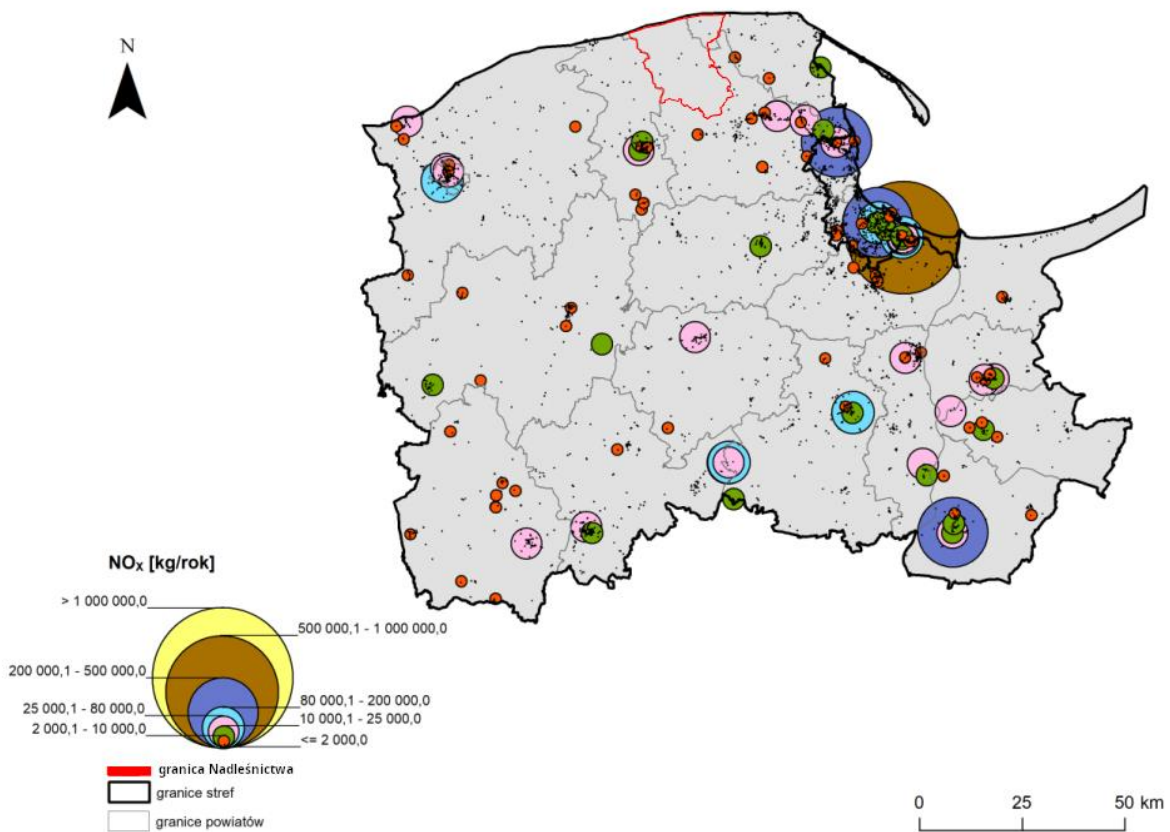 N
NOx [kg/rok]
> 1 000 000,0
500 000,1 - 1 000 000,0
200 000,1 - 500 000,0
80 000,1 - 200 000,0
25 000,1 - 80 000,0
10 000,1 - 25 000,0
2 000,1 - 10 000,0
<= 2 000,0
granica Nadleśnictwa
granice stref
granice powiatów
0 25 50 km